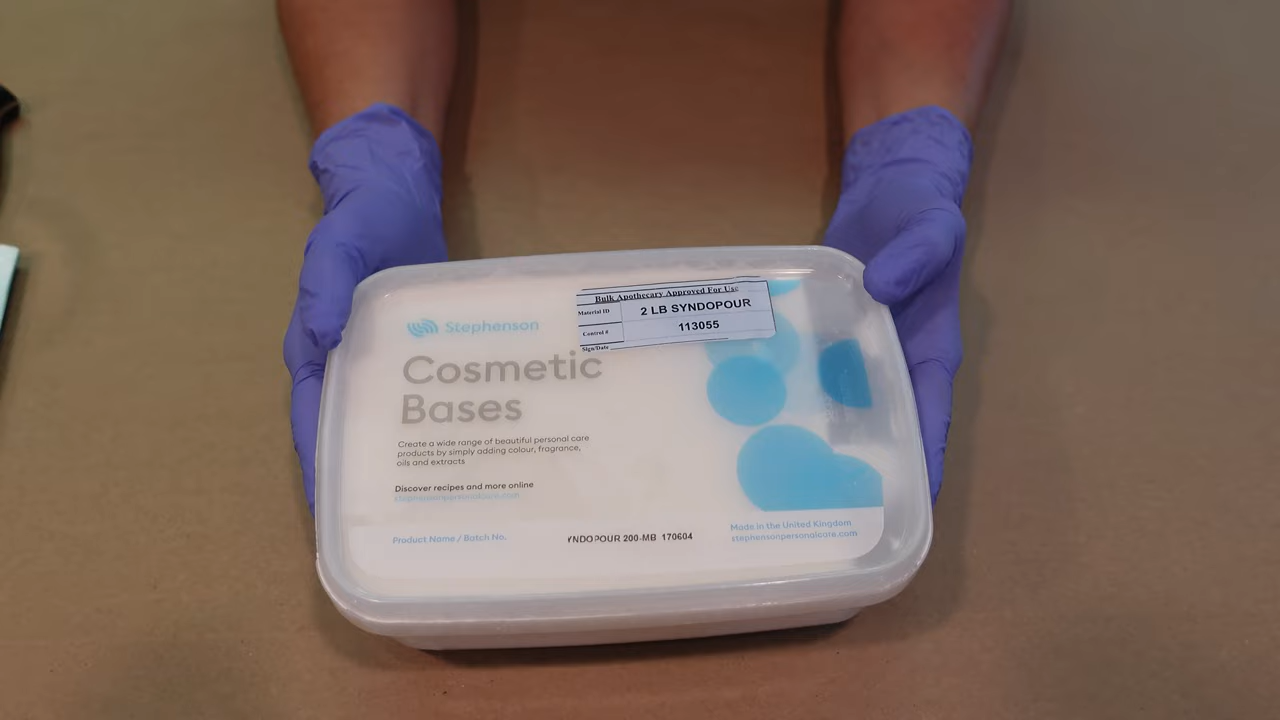 Bulk Apothecary Approved For Use
Material ID
2 LB SYNDOPOUR
Control #
113055
Sign/Date
Stephenson
Cosmetic
Bases
Create a wide range of beautiful personal care
products by simply adding colour, fragrance,
oils and extracts
Discover recipes and more online
stephensonpersonalcare.com
Product Name / Batch No.
YNDOPOUR 200-MB 170604
Made in the United Kingdom
stephensonpersonalcare.com